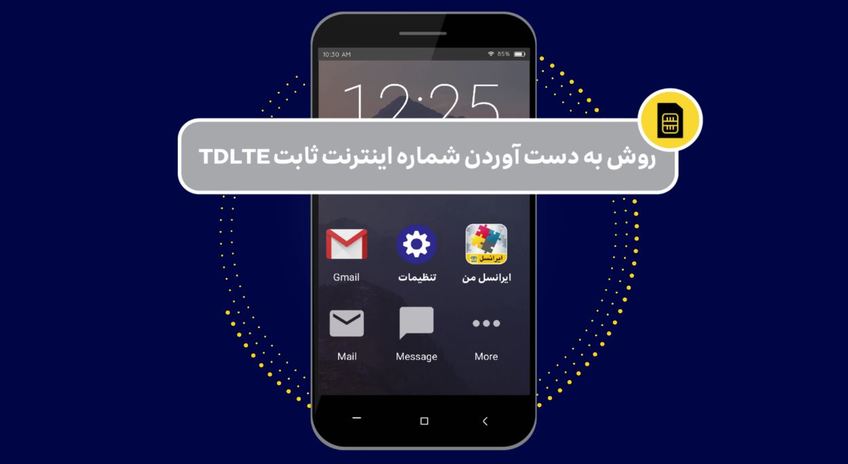 10:30 AM
85%
12:25
روش به دست آوردن شماره اینترنت ثابت TDLTE
ایرانسل
Gmail
تنظیمات
ایرانسل من
Mail
Message
More